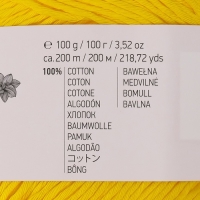 ℮ 100 g / 100 г / 3,52 oz
ca. 200 m / 200 м / 218,72 yds
100% COTTON BAWEŁNA
COTON MEDVILNĖ
COTONE BOMULL
ALGODÓN BAVLNA
ХЛОПОК
BAUMWOLLE
PAMUK
ALGODÃO
コットン
BÔNG